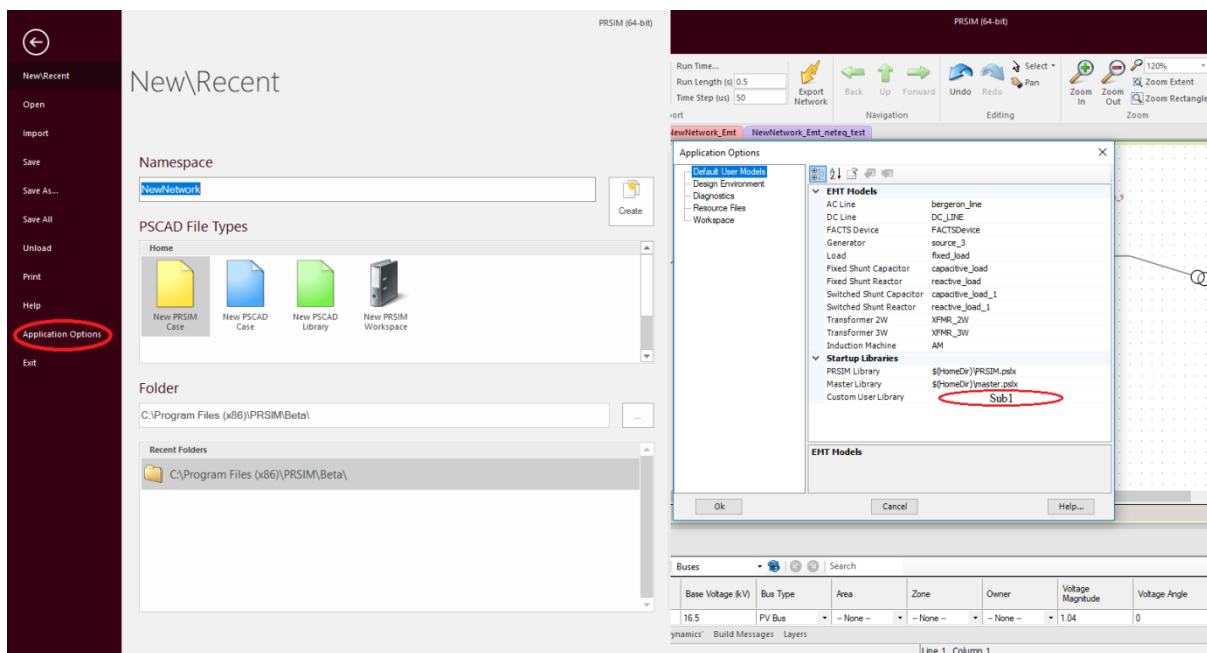 PRSIM (64-bit)
New\Recent
Open
Import
Save
Save As...
Save All
Unload
Print
Help
Application Options
Exit
New\Recent
Namespace
NewNetwork
Create
PSCAD File Types
Home
New PRSIM Case
New PSCAD Case
New PSCAD Library
New PRSIM Workspace
Folder
C:\Program Files (x86)\PRSIM\Beta\
...
Recent Folders
C:\Program Files (x86)\PRSIM\Beta\
PRSIM (64-bit)
Run Time...
Run Length (s) 0.5
Time Step (us) 50
Export Network
Back Up Forward
Navigation
Undo Redo
Select
Pan
Editing
Zoom In
Zoom Out
120%
Zoom Extent
Zoom Rectangle
Zoom
NewNetwork_Emt NewNetwork_Emt_neteq_test
Application Options
Default User Models
Design Environment
Diagnostics
Resource Files
Workspace
EMT Models
AC Line bergeron_line
DC Line DC_LINE
FACTS Device FACTSDevice
Generator source_3
Load fixed_load
Fixed Shunt Capacitor capacitive_load
Fixed Shunt Reactor reactive_load
Switched Shunt Capacitor capacitive_load_1
Switched Shunt Reactor reactive_load_1
Transformer 2W XFMR_2W
Transformer 3W XFMR_3W
Induction Machine AM
Startup Libraries
PRSIM Library $(HomeDir)\PRSIM.pslx
Master Library $(HomeDir)\master.pslx
Custom User Library Sub1
EMT Models
Ok Cancel Help...
Buses Search
Base Voltage (kV) Bus Type Area Zone Owner Voltage Magnitude Voltage Angle
16.5 PV Bus -- None -- -- None -- -- None -- 1.04 0
Build Messages Layers
Line 1, Column 1